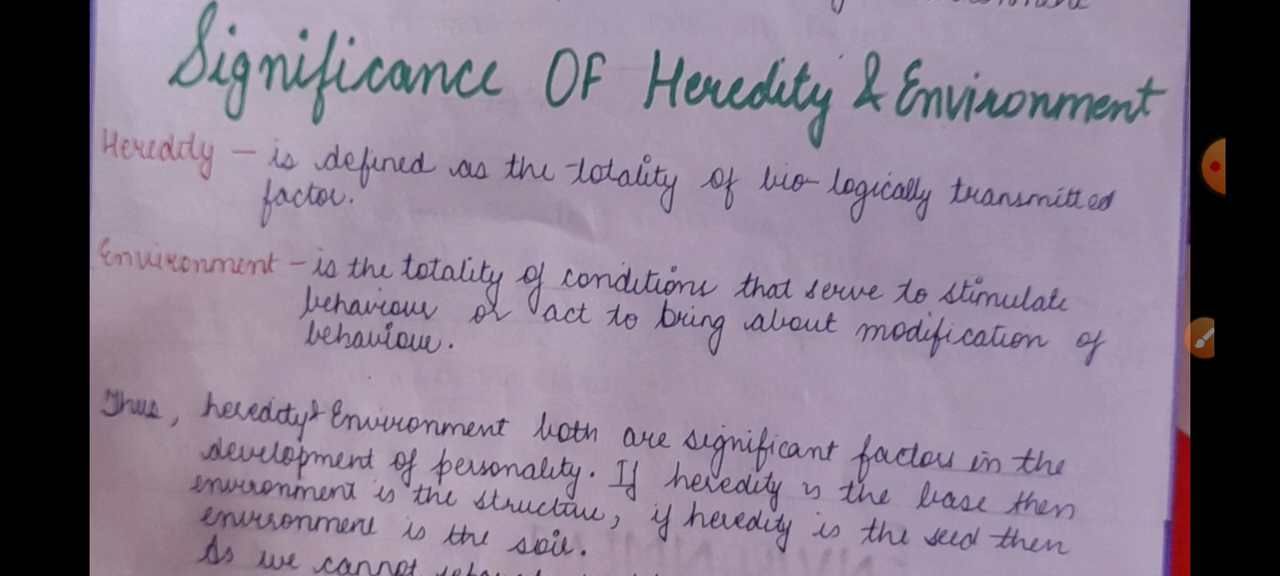 Significance OF Heredity & Environment
Heredity – is defined as the totality of bio-logically transmitted
factor.
Environment – is the totality of conditions that serve to stimulate
behaviour or act to bring about modification of
behaviour.
Thus, heredity & Environment both are significant factors in the
development of personality. If heredity is the base then
environment is the structure, if heredity is the seed then
environment is the soil.
As we cannot